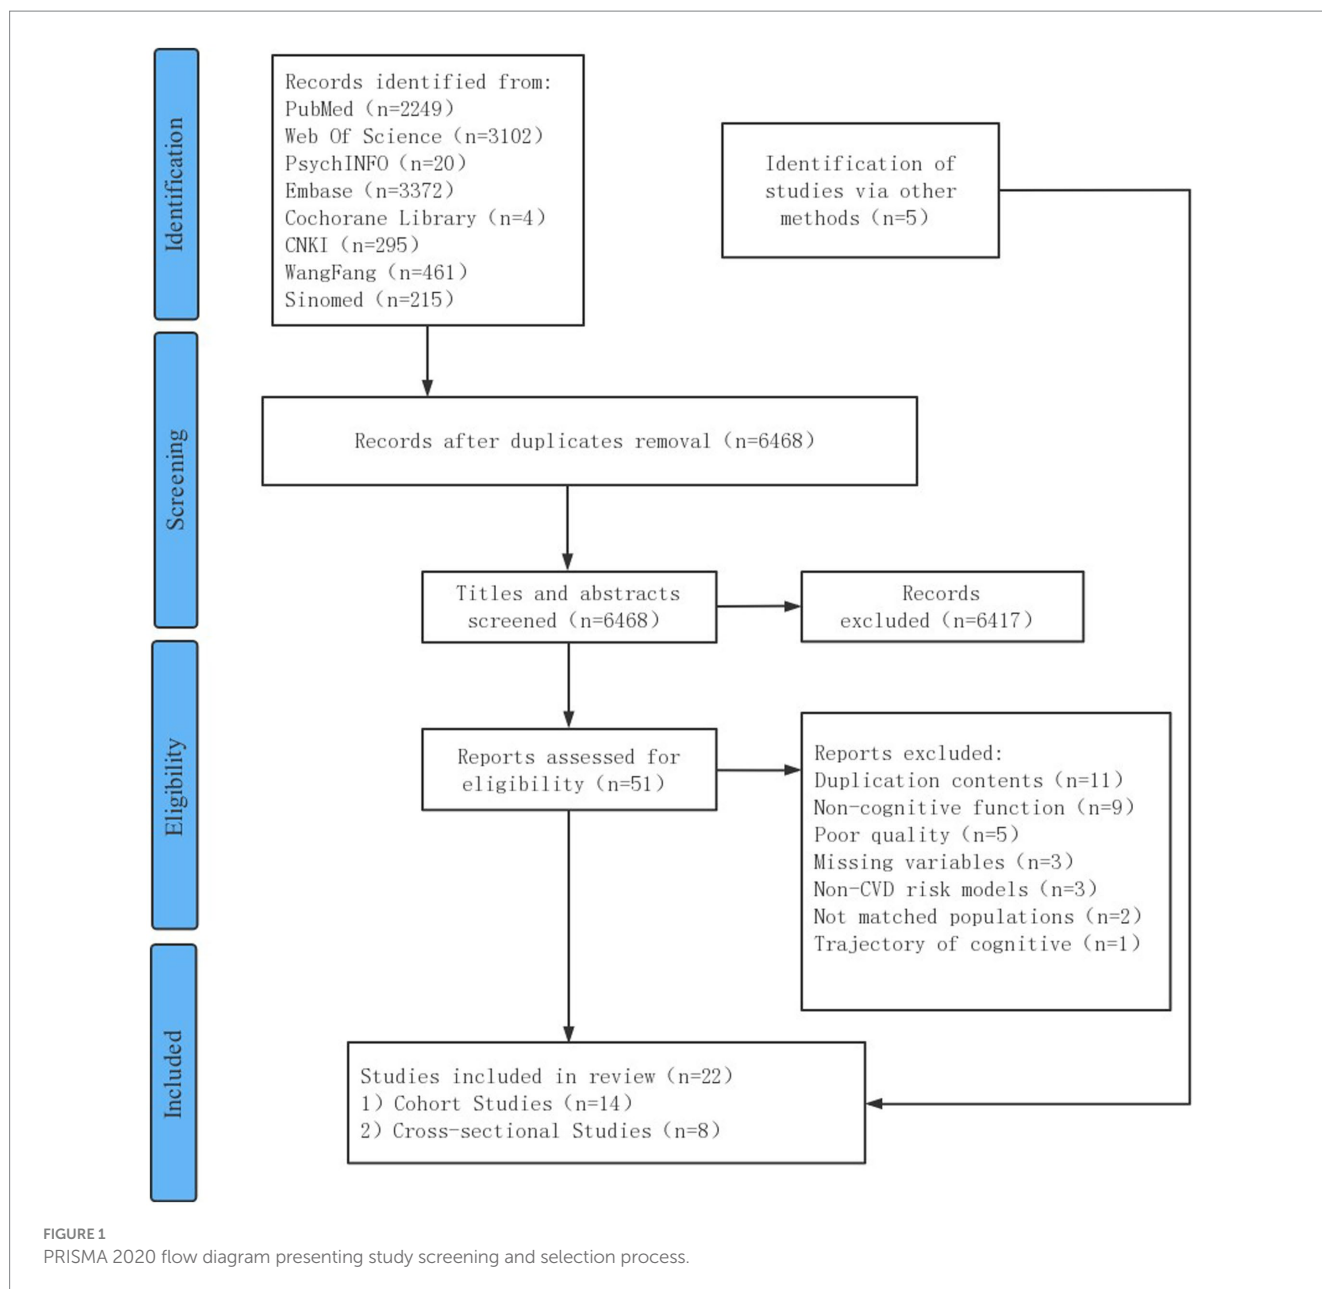 Identification
Records identified from:
PubMed (n=2249)
Web Of Science (n=3102)
PsychINFO (n=20)
Embase (n=3372)
Cochorane Library (n=4)
CNKI (n=295)
WangFang (n=461)
Sinomed (n=215)
Identification of
studies via other
methods (n=5)
Screening
Records after duplicates removal (n=6468)
Titles and abstracts
screened (n=6468)
Records
excluded (n=6417)
Eligibility
Reports assessed for
eligibility (n=51)
Reports excluded:
Duplication contents (n=11)
Non-cognitive function (n=9)
Poor quality (n=5)
Missing variables (n=3)
Non-CVD risk models (n=3)
Not matched populations (n=2)
Trajectory of cognitive (n=1)
Included
Studies included in review (n=22)
1) Cohort Studies (n=14)
2) Cross-sectional Studies (n=8)
FIGURE 1
PRISMA 2020 flow diagram presenting study screening and selection process.